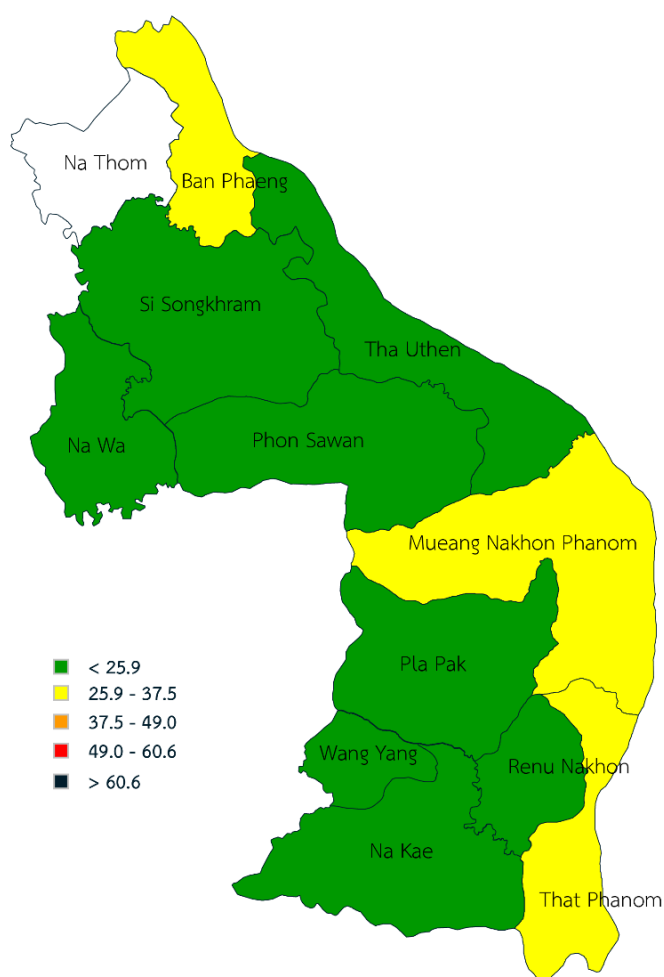 Na Thom
Ban Phaeng
Si Songkhram
Tha Uthen
Na Wa
Phon Sawan
Mueang Nakhon Phanom
Pla Pak
Wang Yang
Renu Nakhon
Na Kae
That Phanom
< 25.9
25.9 - 37.5
37.5 - 49.0
49.0 - 60.6
> 60.6